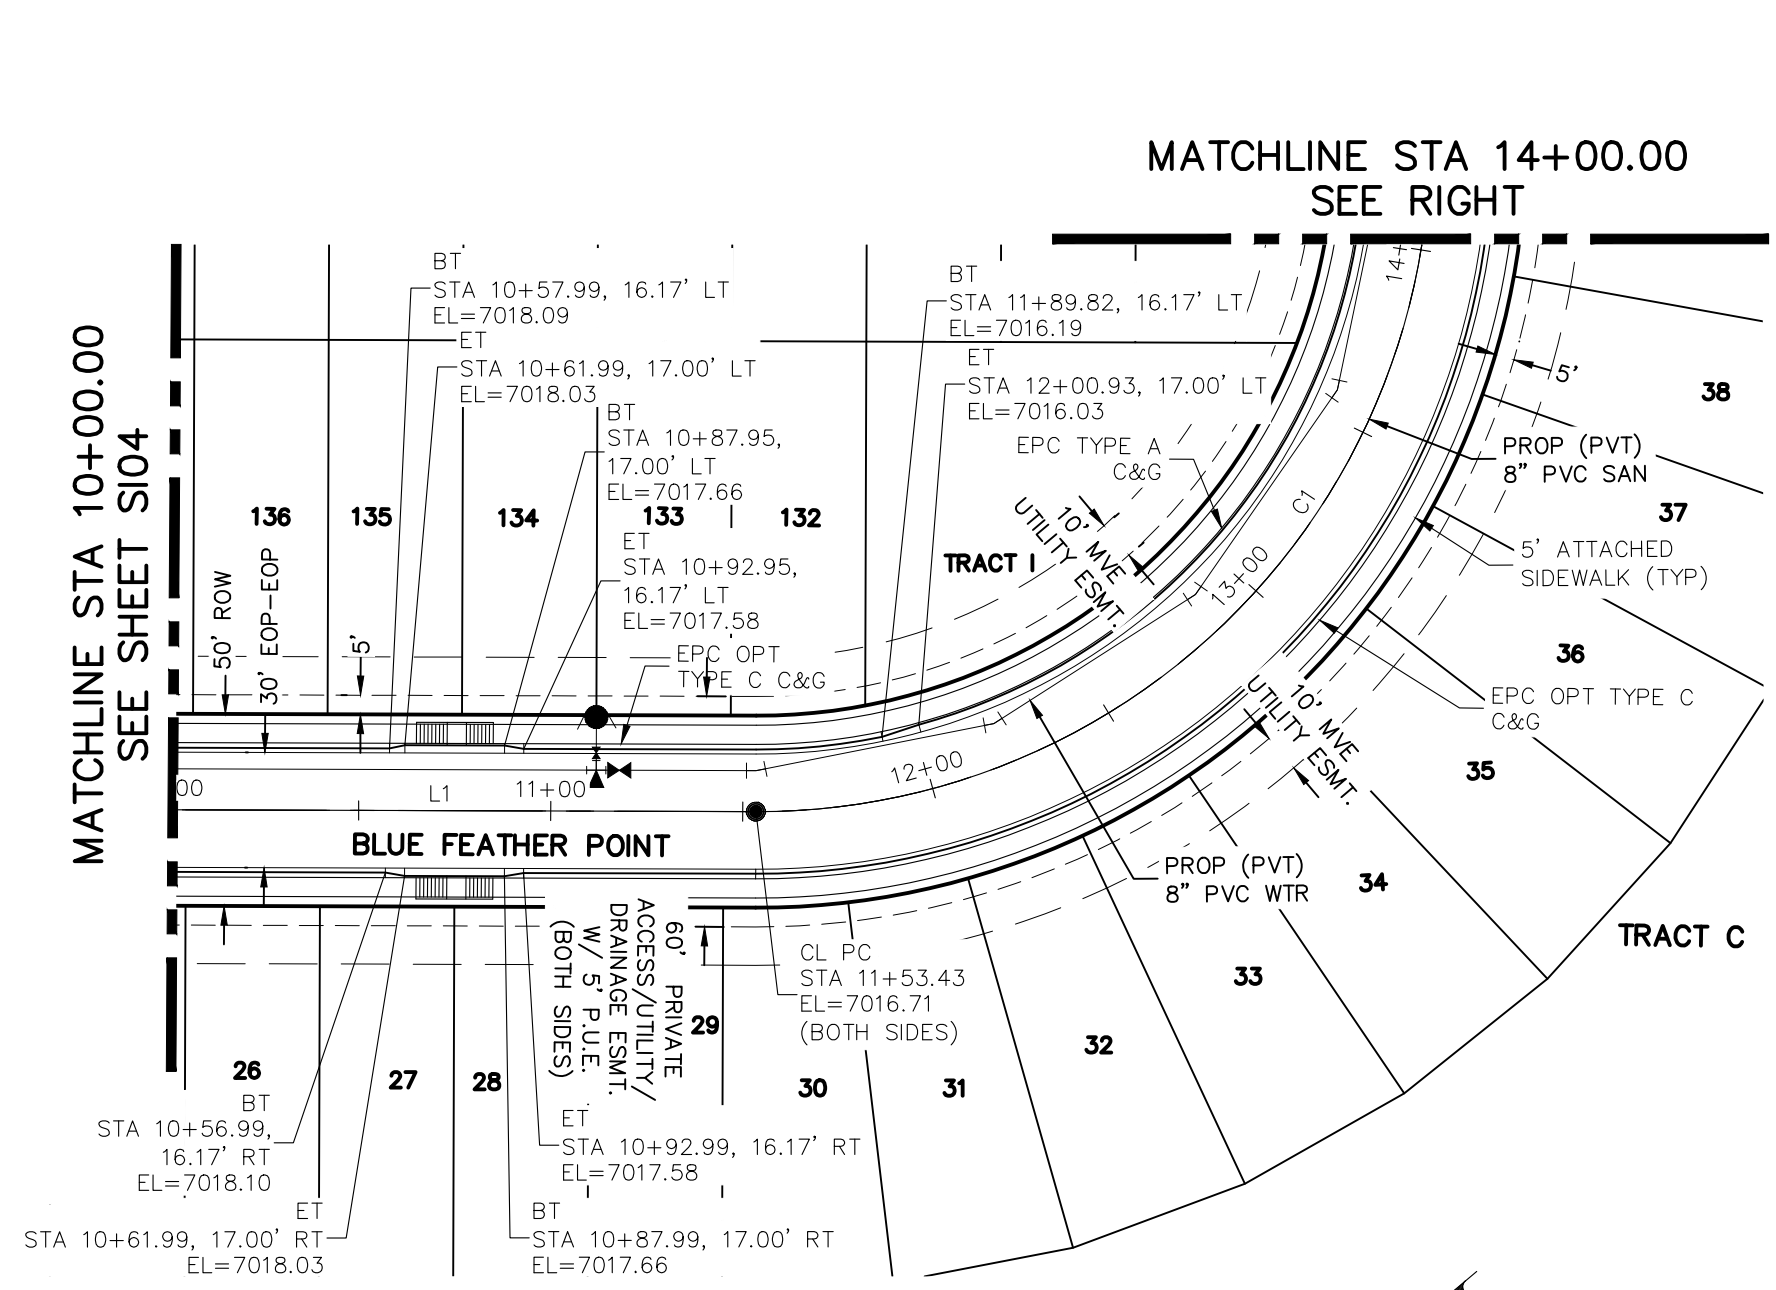 MATCHLINE STA 14+00.00
SEE RIGHT
MATCHLINE STA 10+00.00
SEE SHEET SI04
BT
STA 10+57.99, 16.17' LT
EL=7018.09
ET
STA 10+61.99, 17.00' LT
EL=7018.03
BT
STA 10+87.95,
17.00' LT
EL=7017.66
ET
STA 10+92.95,
16.17' LT
EL=7017.58
EPC OPT
TYPE C C&G
BT
STA 11+89.82, 16.17' LT
EL=7016.19
ET
STA 12+00.93, 17.00' LT
EL=7016.03
EPC TYPE A
C&G
136
135
134
133
132
TRACT I
10' MVE
UTILITY ESMT.
50' ROW
30' EOP-EOP
5'
14+
5'
38
PROP (PVT)
8" PVC SAN
37
5' ATTACHED
SIDEWALK (TYP)
36
EPC OPT TYPE C
C&G
35
C1
13+00
12+00
11+00
00
L1
BLUE FEATHER POINT
10' MVE
UTILITY ESMT.
PROP (PVT)
8" PVC WTR
34
TRACT C
33
32
31
30
29
28
27
26
60' PRIVATE
ACCESS/UTILITY/
DRAINAGE ESMT.
W/ 5' P.U.E.
(BOTH SIDES)
CL PC
STA 11+53.43
EL=7016.71
(BOTH SIDES)
BT
STA 10+56.99,
16.17' RT
EL=7018.10
ET
STA 10+61.99, 17.00' RT
EL=7018.03
ET
STA 10+92.99, 16.17' RT
EL=7017.58
BT
STA 10+87.99, 17.00' RT
EL=7017.66